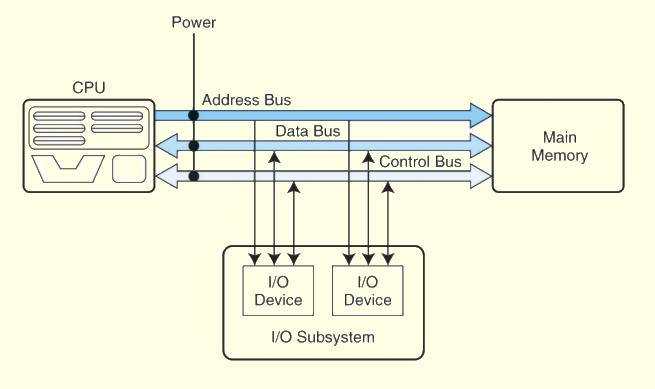 Power
CPU
Address Bus
Data Bus
Control Bus
Main
Memory
I/O
Device
I/O
Device
I/O Subsystem